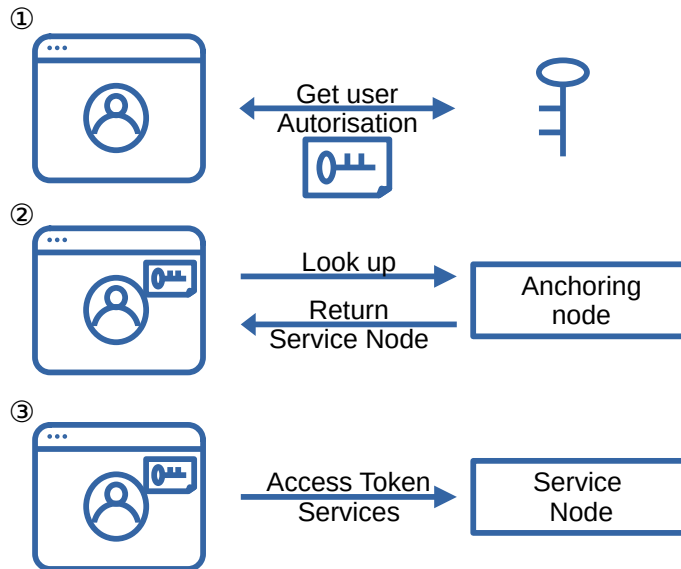 ①
Get user
Autorisation
②
Look up
Return
Service Node
Anchoring
node
③
Access Token
Services
Service
Node